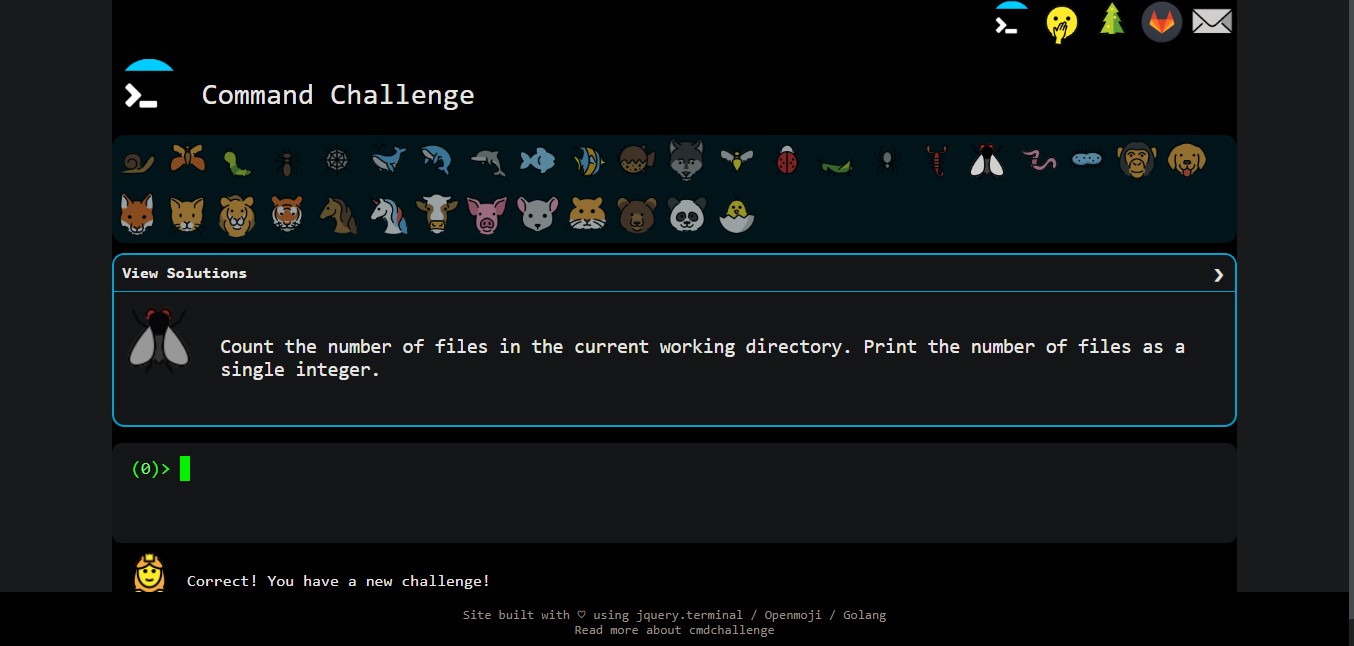 Command Challenge
View Solutions
Count the number of files in the current working directory. Print the number of files as a
single integer.
(0)>
Correct! You have a new challenge!
Site built with ♡ using jquery.terminal / Openmoji / Golang
Read more about cmdchallenge